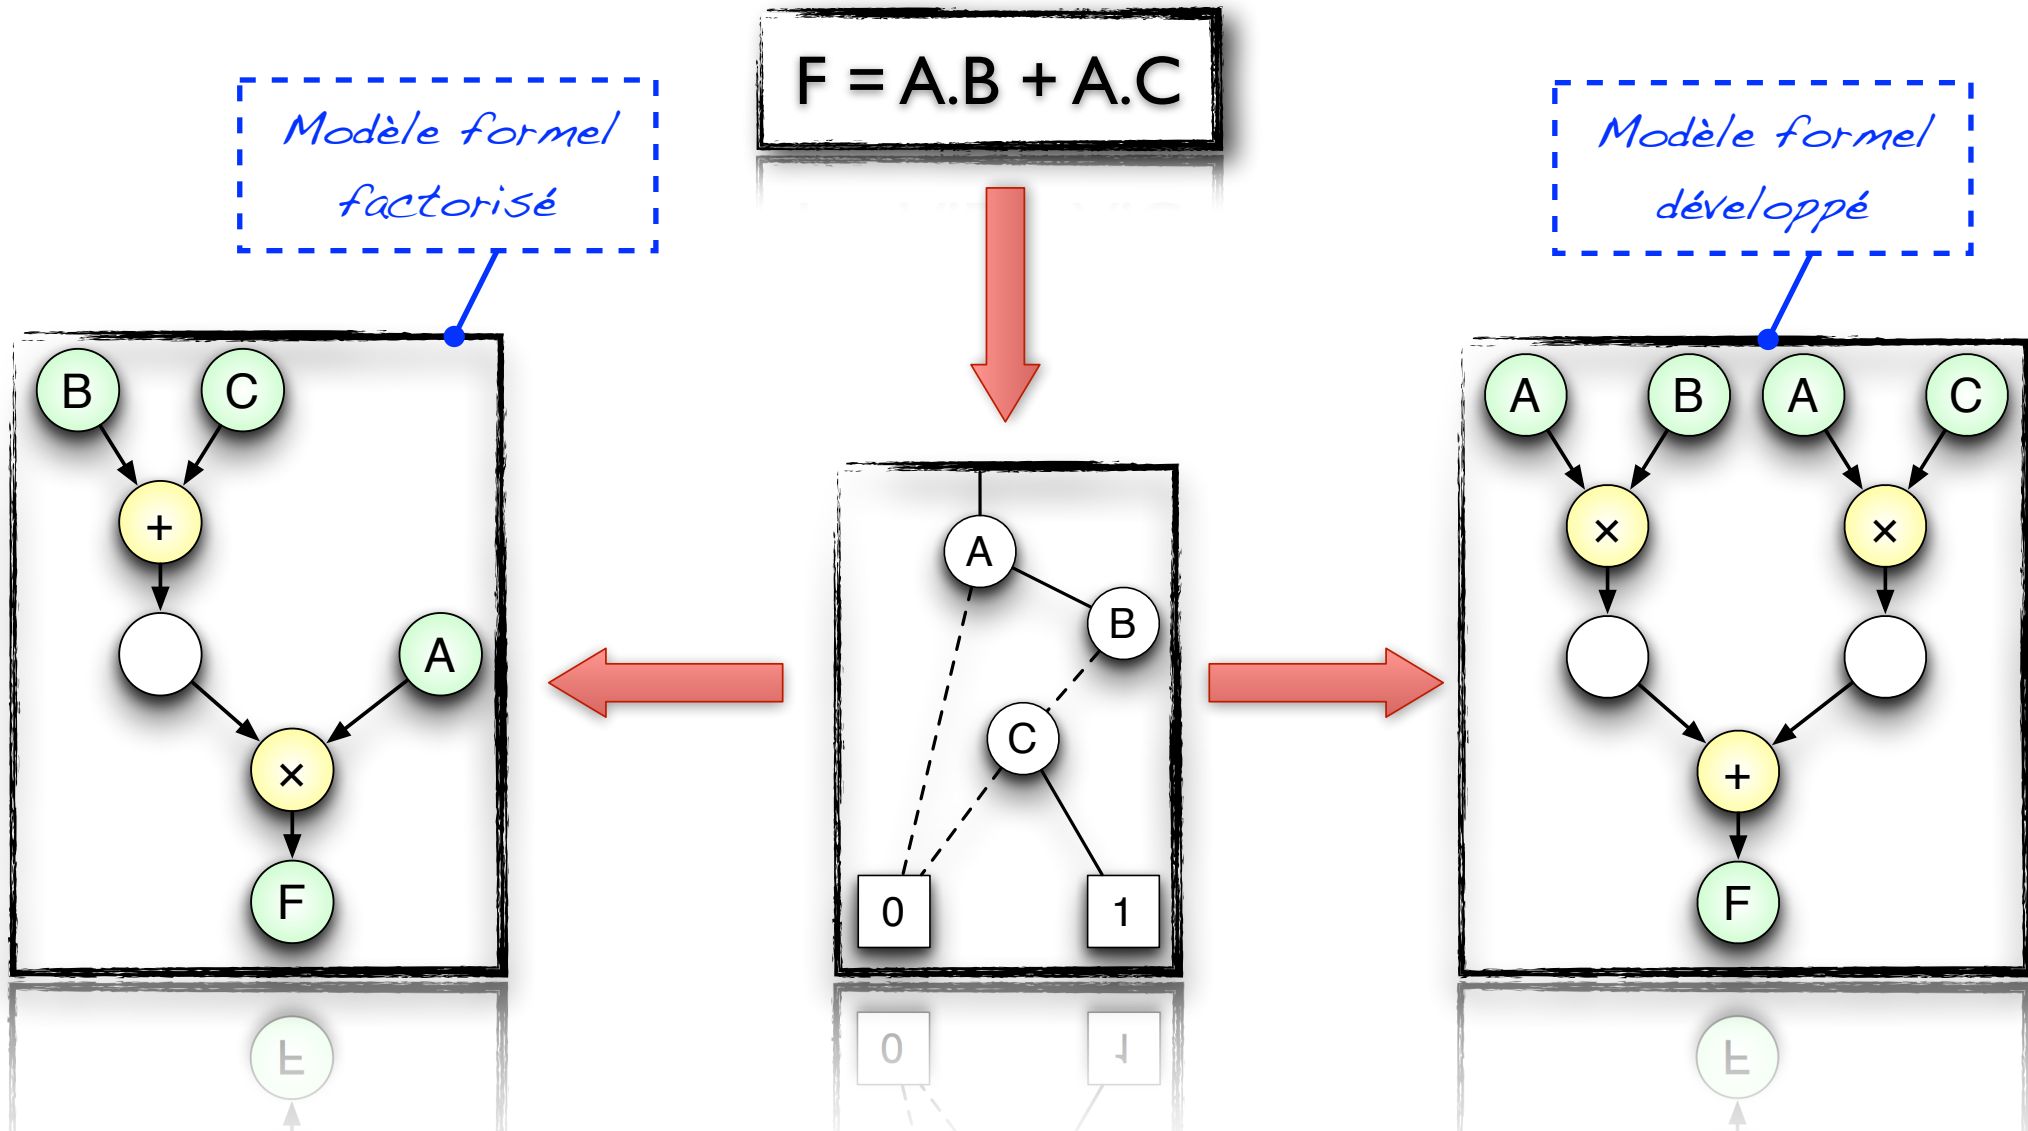 F = A.B + A.C
Modèle formel
factorisé
Modèle formel
développé
B C
+
A
×
F
A
B
C
0 1
A B A C
× ×
+
F